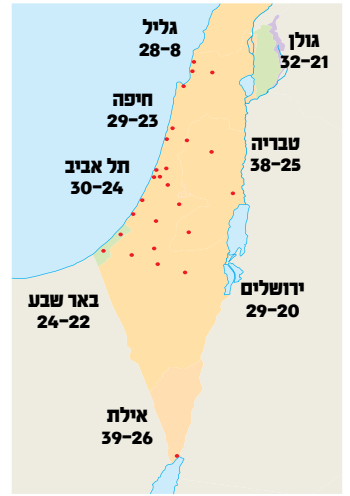 גליל
28-8
גולן
32-21
חיפה
29-23
טבריה
38-25
תל אביב
30-24
ירושלים
29-20
באר שבע
24-22
אילת
39-26